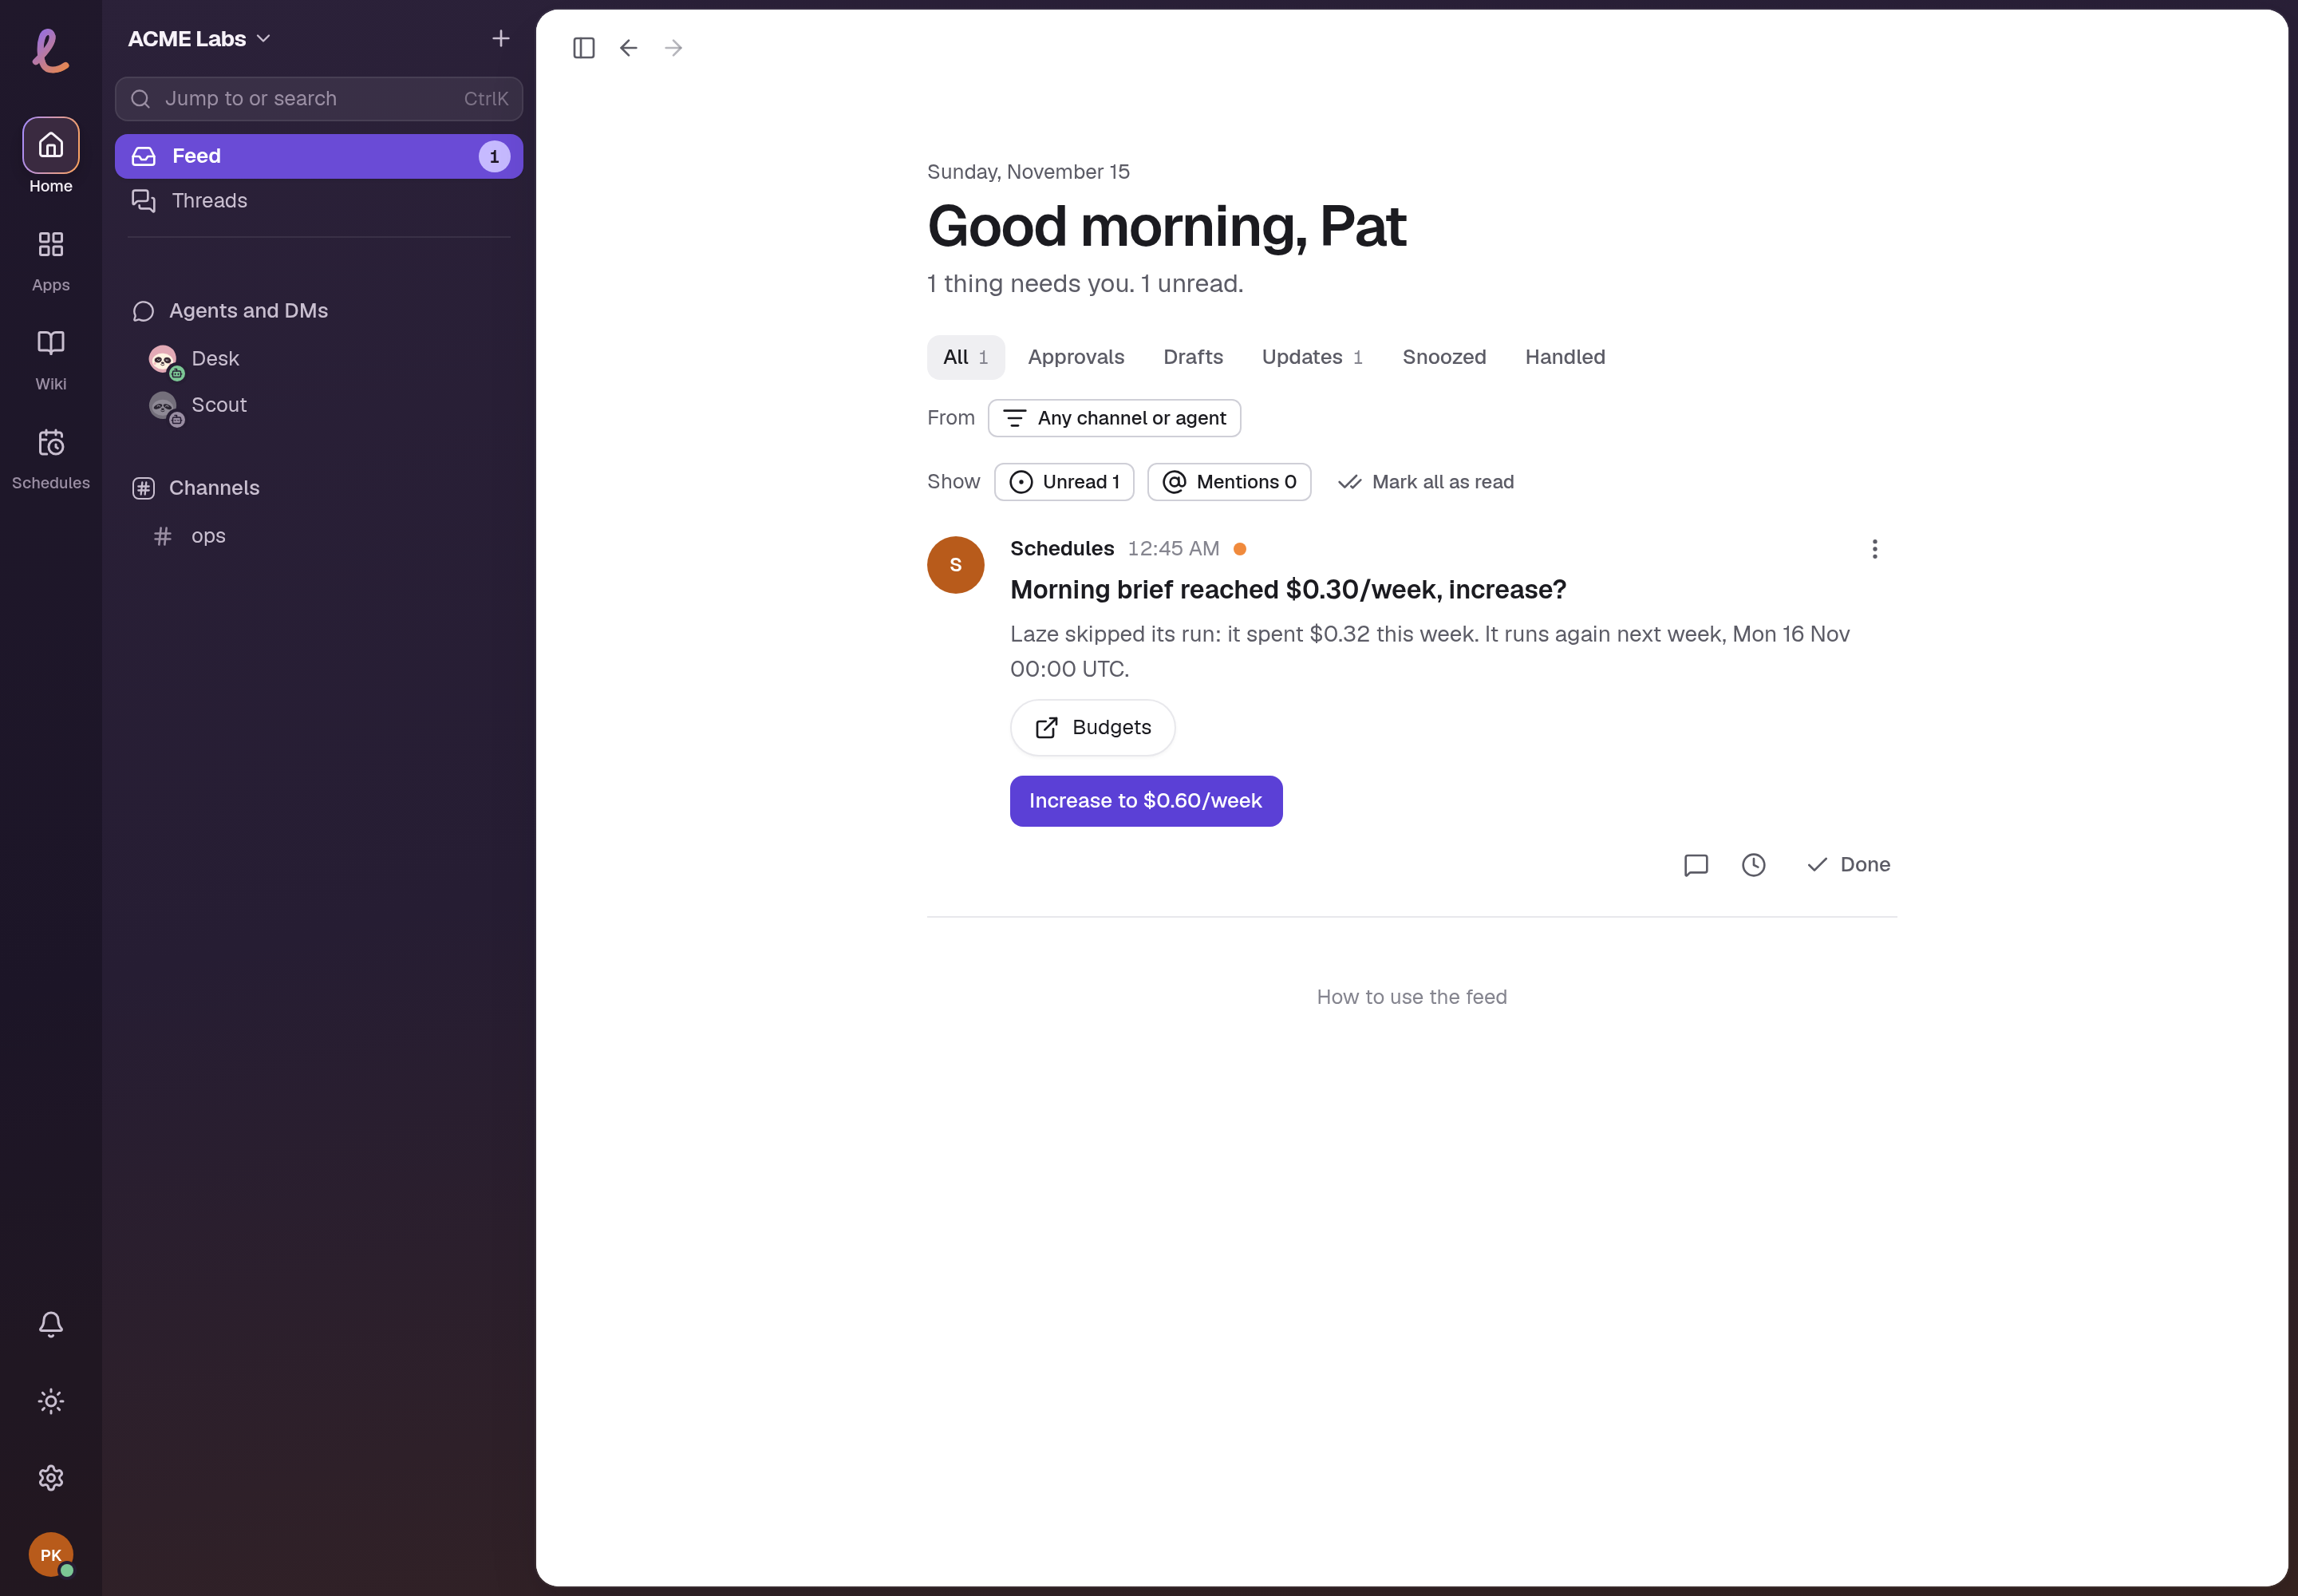 ACME Labs
Jump to or search CtrlK
Feed 1
Threads
Agents and DMs
Desk
Scout
Channels
# ops
Home
Apps
Wiki
Schedules
PK
Sunday, November 15
Good morning, Pat
1 thing needs you. 1 unread.
All 1 Approvals Drafts Updates 1 Snoozed Handled
From Any channel or agent
Show Unread 1 Mentions 0 Mark all as read
S
Schedules 12:45 AM
Morning brief reached $0.30/week, increase?
Laze skipped its run: it spent $0.32 this week. It runs again next week, Mon 16 Nov
00:00 UTC.
Budgets
Increase to $0.60/week
Done
How to use the feed